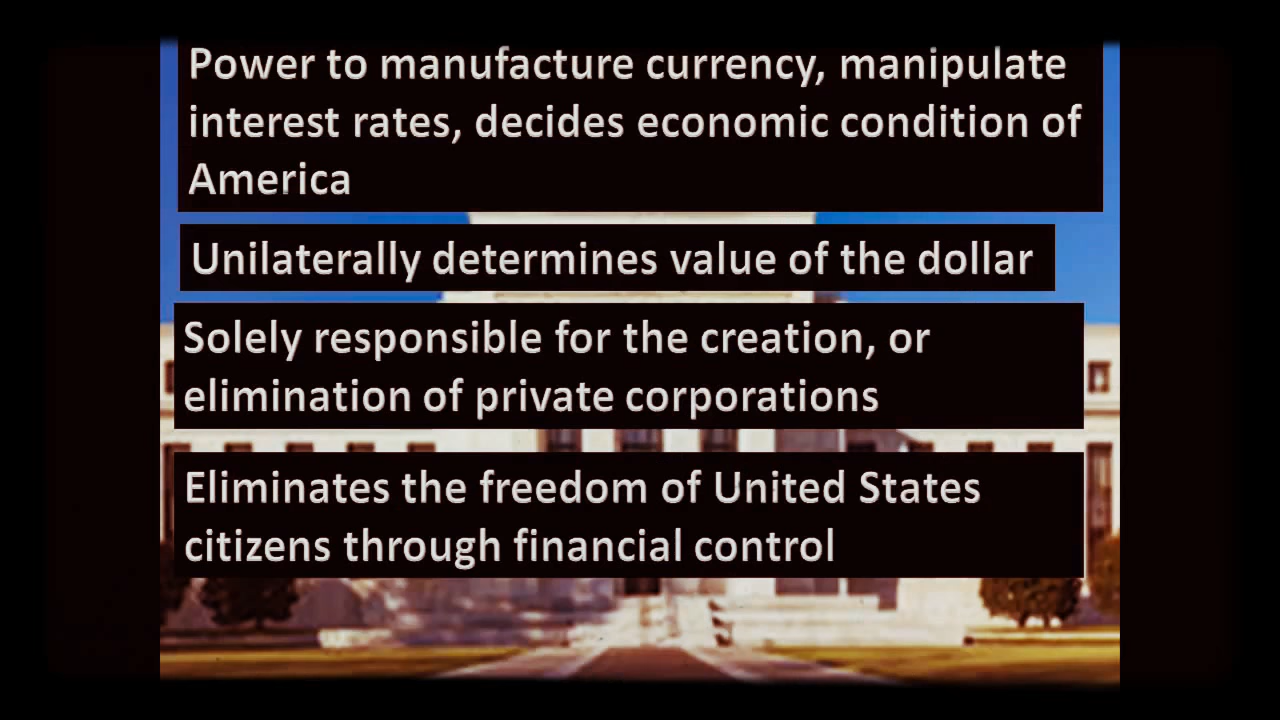 Power to manufacture currency, manipulate
interest rates, decides economic condition of
America
Unilaterally determines value of the dollar
Solely responsible for the creation, or
elimination of private corporations
Eliminates the freedom of United States
citizens through financial control